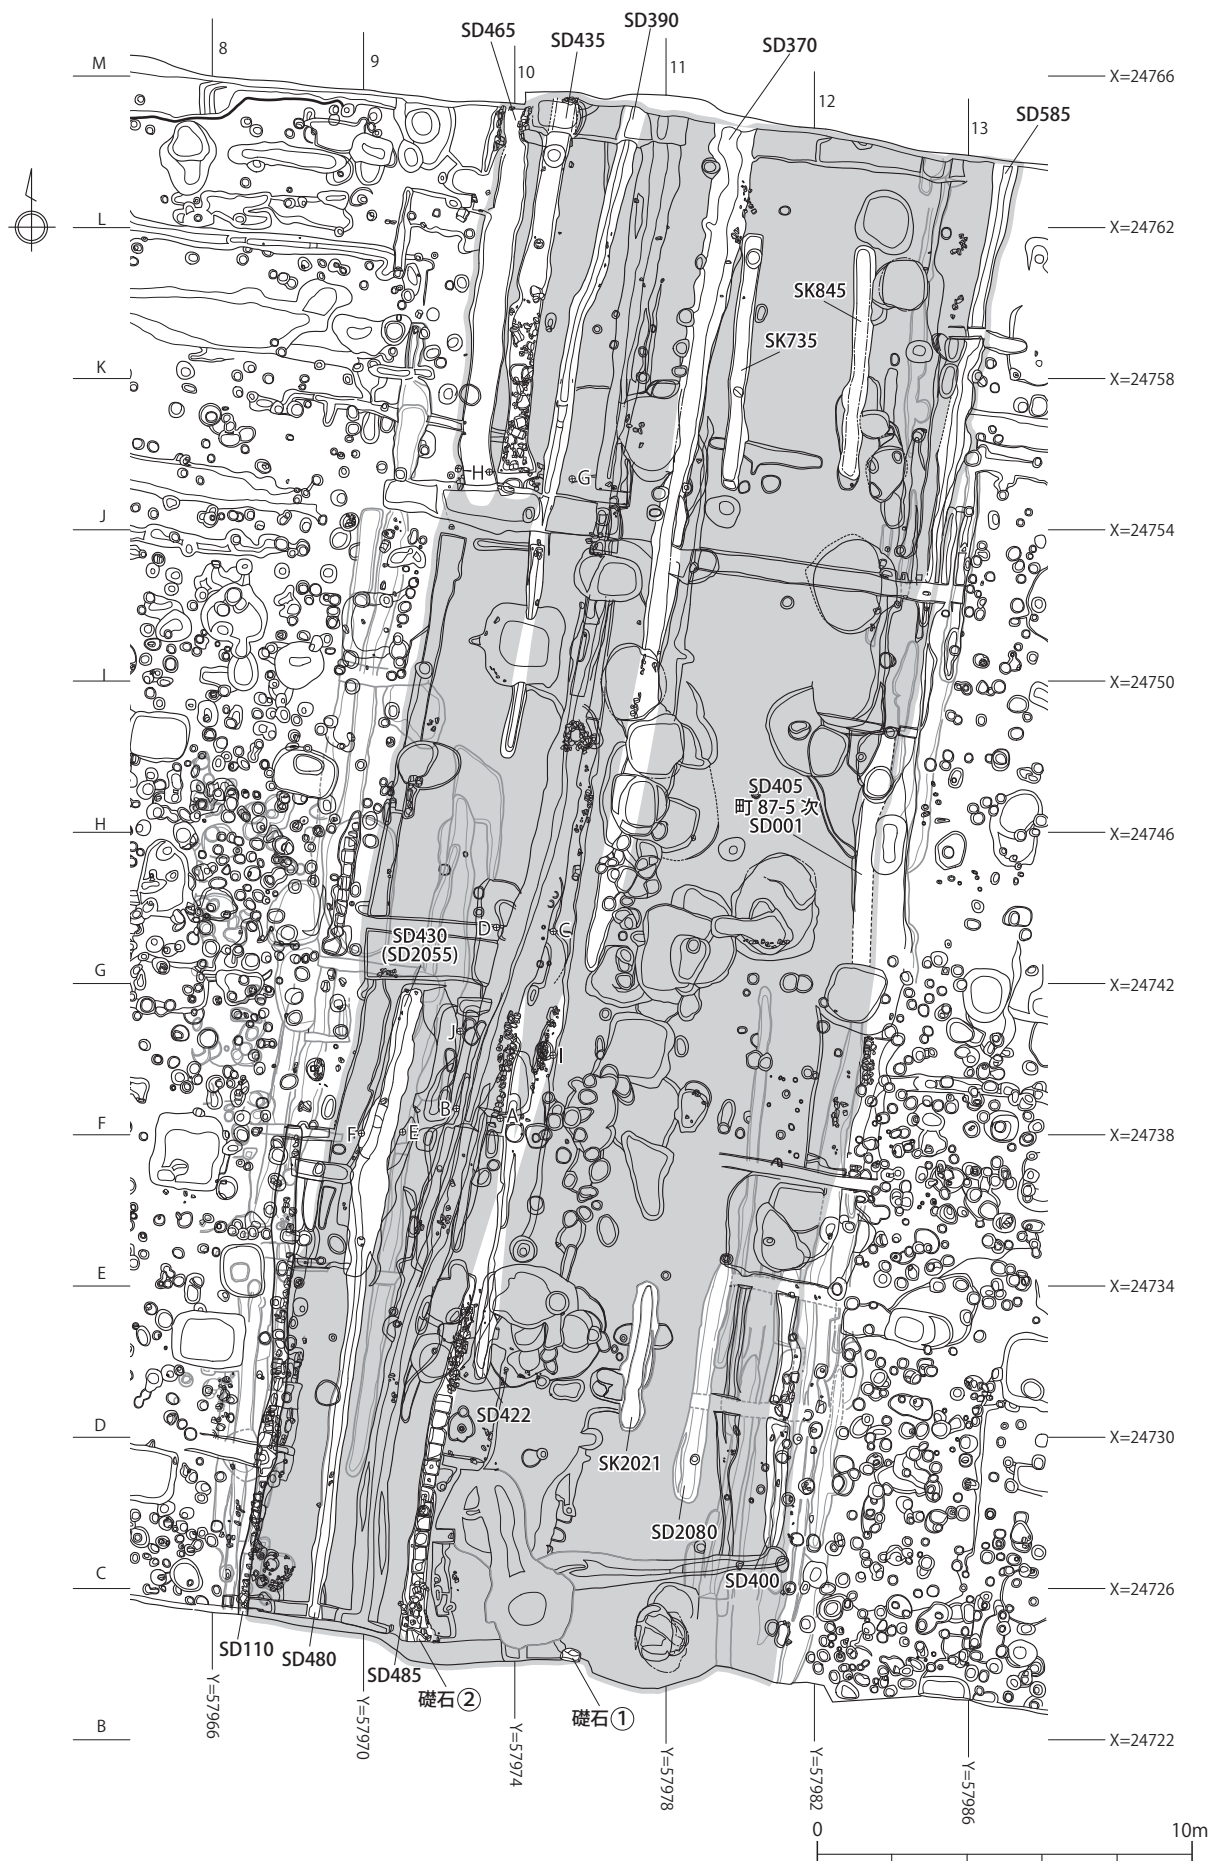 SD465
SD435
SD390
SD370
SD585
8
9
10
11
12
13
M
X=24766
L
X=24762
SK845
SK735
K
X=24758
H
G
J
X=24754
I
X=24750
SD405
町 87-5 次
SD001
H
X=24746
D
C
SD430
(SD2055)
G
X=24742
J
I
B
A
F
E
F
X=24738
E
X=24734
SD422
D
X=24730
SK2021
SD2080
SD400
C
X=24726
SD110
SD480
SD485
礎石②
礎石①
B
X=24722
Y=57966
Y=57970
Y=57974
Y=57978
Y=57982
Y=57986
0
10m